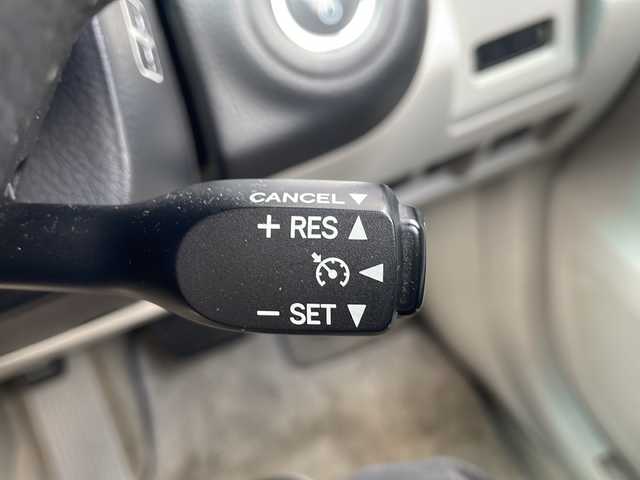 CANCEL ▼
+ RES ▲
◀
− SET ▼